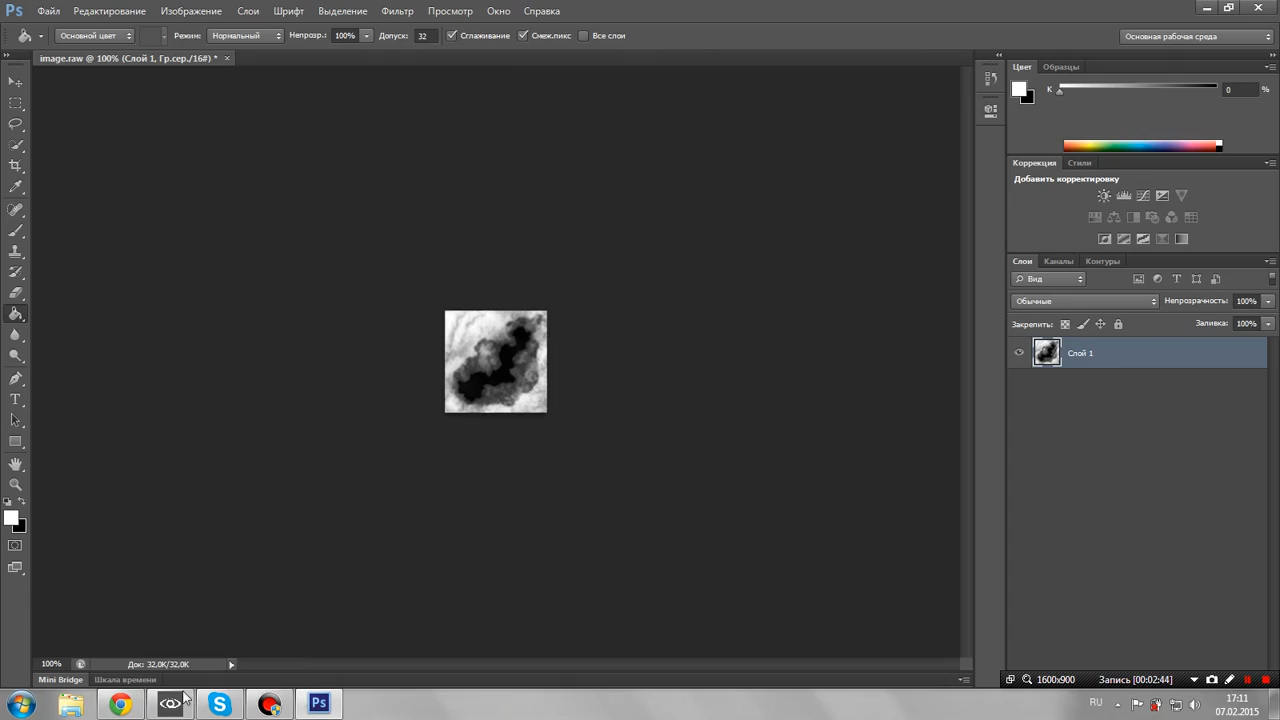 Ps Файл Редактирование Изображение Слои Шрифт Выделение Фильтр Просмотр Окно Справка
Основной цвет Режим: Нормальный Непрозр.: 100% Допуск: 32 Сглаживание Смеж.пикс Все слои Основная рабочая среда
image.raw @ 100% (Слой 1, Гр.сер./16#) * ×
Цвет Образцы
K 0 %
Коррекция Стили
Добавить корректировку
Слои Каналы Контуры
Вид
Обычные Непрозрачность: 100%
Закрепить: Заливка: 100%
Слой 1
100% Док: 32,0K/32,0K
Mini Bridge Шкала времени
1600x900 Запись [00:02:44]
Ps
RU
17:11
07.02.2015